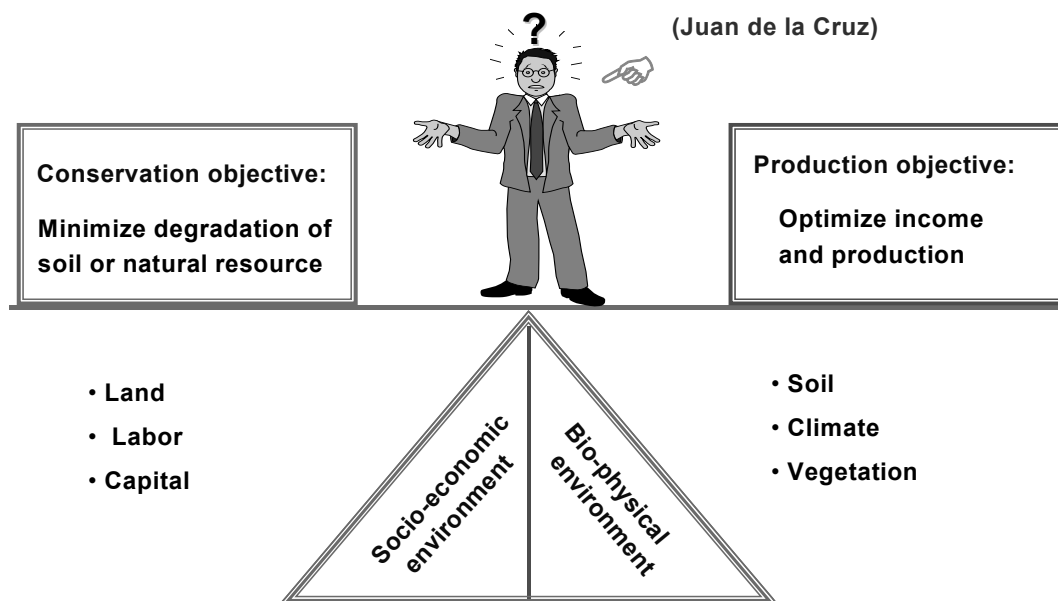 ?
(Juan de la Cruz)
Conservation objective:
Minimize degradation of
soil or natural resource
Production objective:
Optimize income
and production
• Land
• Labor
• Capital
Socio-economic
environment
Bio-physical
environment
• Soil
• Climate
• Vegetation